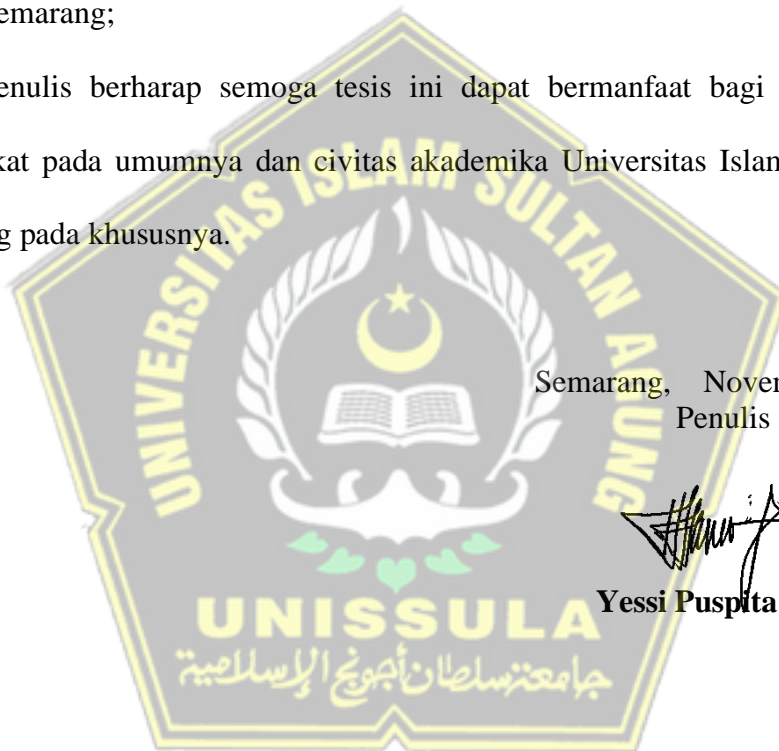 emarang;
enulis berharap semoga tesis ini dapat bermanfaat bagi
kat pada umumnya dan civitas akademika Universitas Islan
g pada khususnya.
UNIVERSITAS ISLAM SULTAN AGUNG
Semarang, Nover
Penulis
Yessi Puspita
UNISSULA
جامعة سلطان أجونج الإسلامية